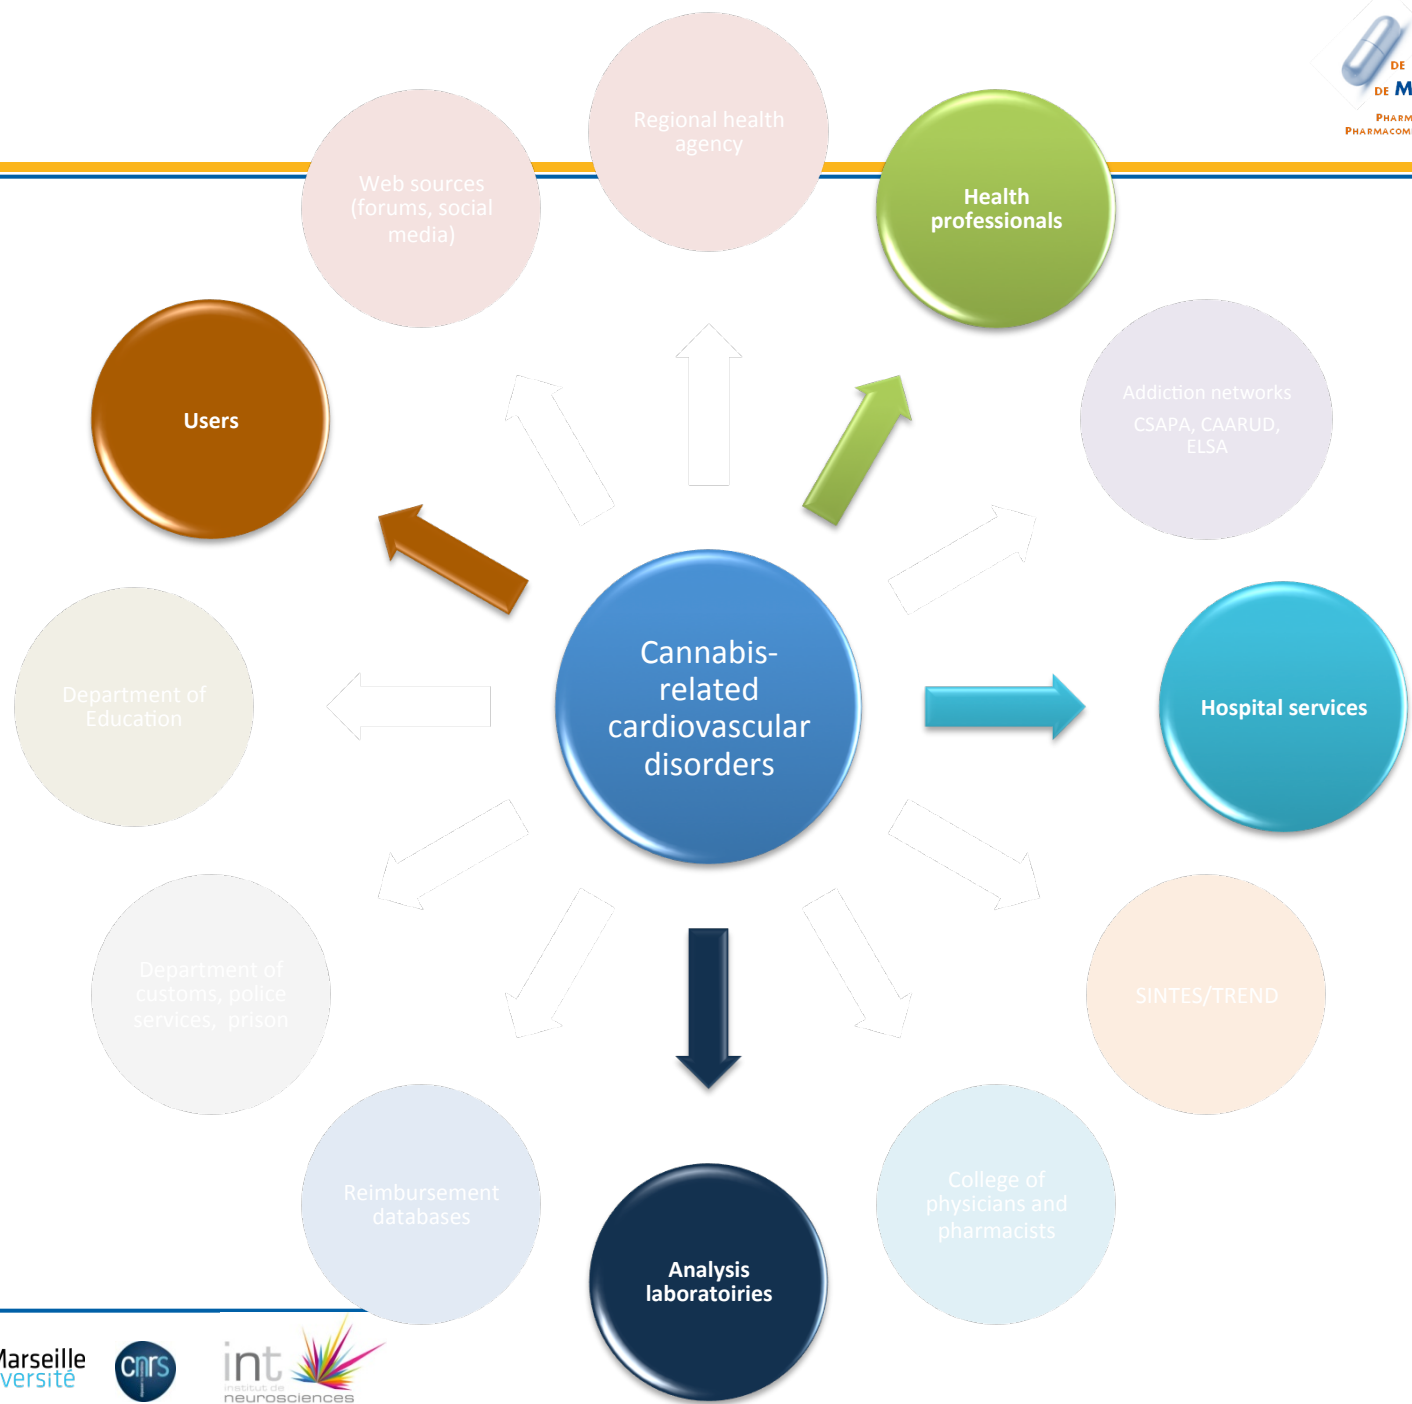 Regional health
agency
DE
DE M
PHARM
PHARMACOM
Web sources
(forums, social
media)
Health
professionals
Users
Addiction networks
CSAPA, CAARUD,
ELSA
Cannabis-
related
cardiovascular
disorders
Department of
Education
Hospital services
Department of
customs, police
services, prison
SINTES/TREND
Reimbursement
databases
College of
physicians and
pharmacists
Analysis
laboratoiries
Marseille
versité
cnrs
int
institut de
neurosciences